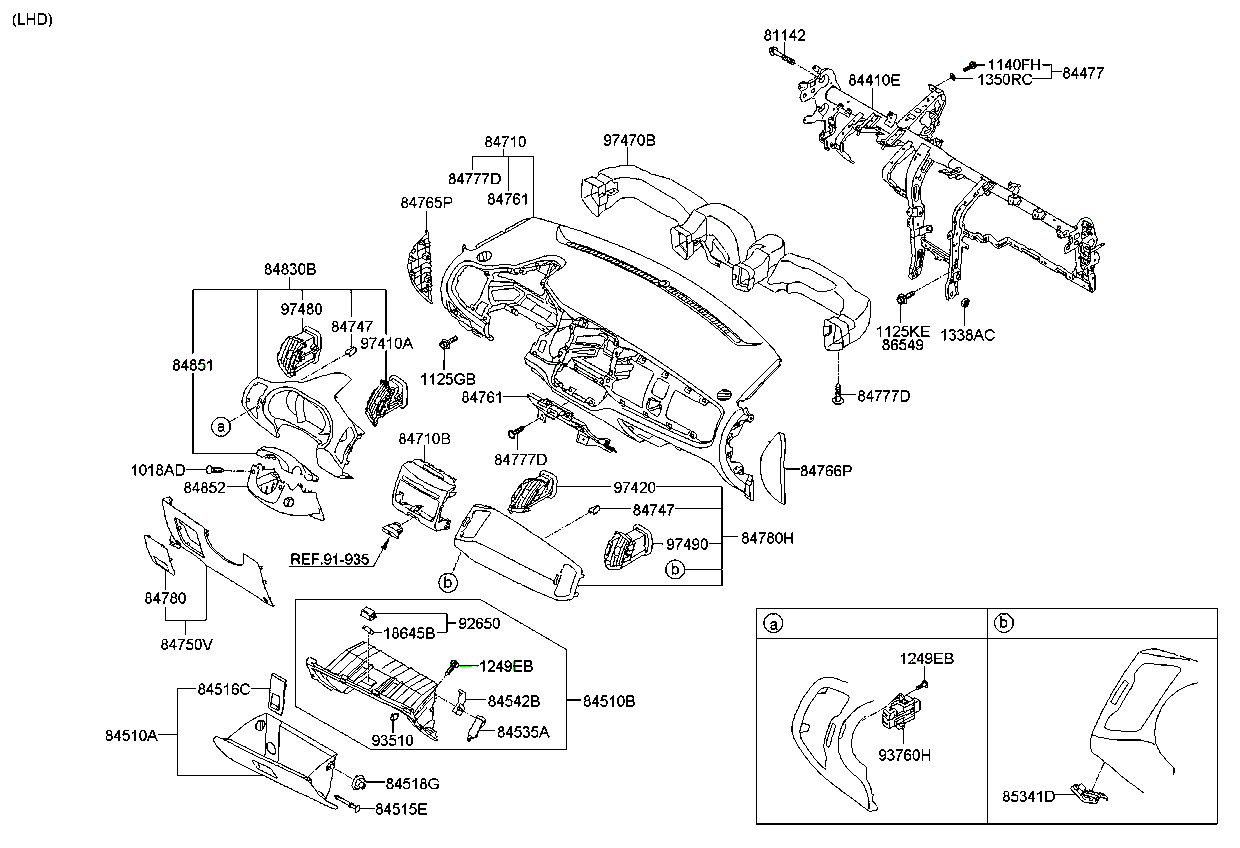 (LHD)
81142
1140FH
1350RC
84477
84410E
84710
97470B
84777D
84761
84765P
84830B
97480
84747
97410A
84851
1125GB
1125KE
86549
1338AC
84777D
84761
a
84710B
84777D
1018AD
84852
84766P
97420
84747
84780H
97490
b
REF.91-935
b
84780
84750V
92650
18645B
1249EB
84516C
84542B
84510B
84510A
93510
84535A
84518G
84515E
a
b
1249EB
93760H
85341D